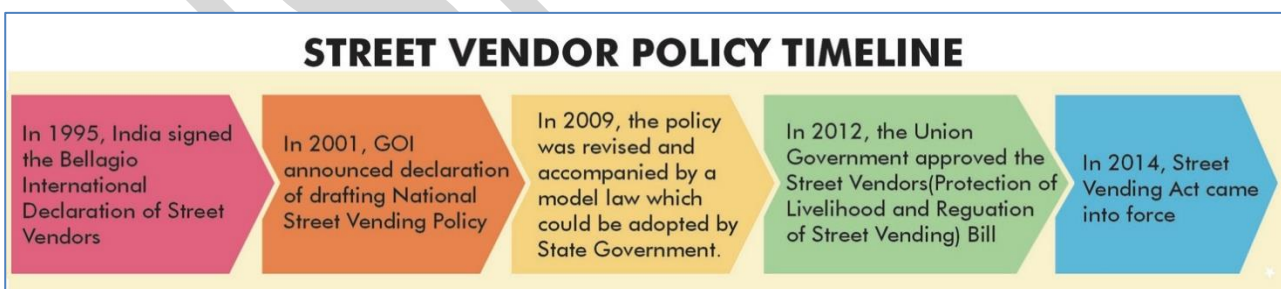 STREET VENDOR POLICY TIMELINE
In 1995, India signed
the Bellagio
International
Declaration of Street
Vendors
In 2001, GOI
announced declaration
of drafting National
Street Vending Policy
In 2009, the policy
was revised and
accompanied by a
model law which
could be adopted by
State Government.
In 2012, the Union
Government approved the
Street Vendors(Protection of
Livelihood and Reguation
of Street Vending) Bill
In 2014, Street
Vending Act came
into force